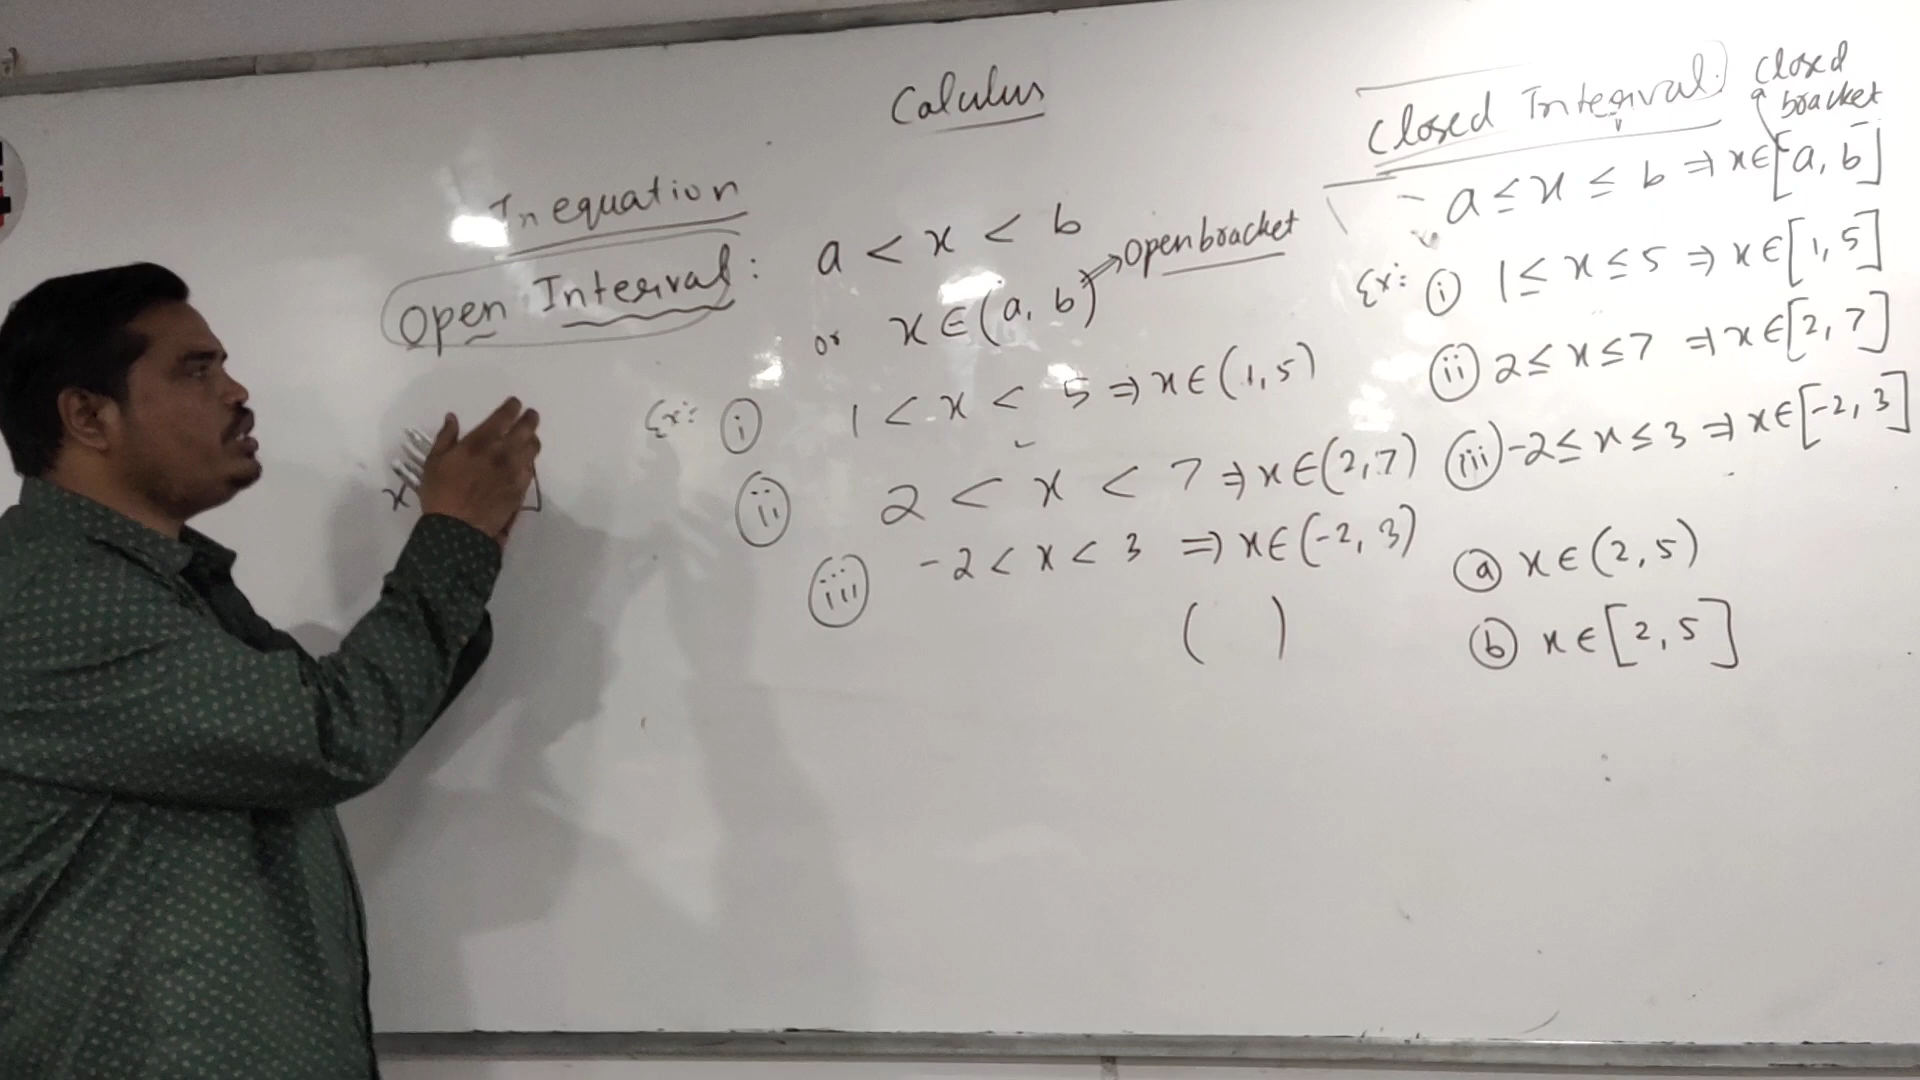 Calculus
Inequation
Open Interval: a < x < b
or x ∈ (a, b) ⇒ open bracket
Ex: (i) 1 < x < 5 ⇒ x ∈ (1, 5)
(ii) 2 < x < 7 ⇒ x ∈ (2, 7)
(iii) -2 < x < 3 ⇒ x ∈ (-2, 3)
( )
x ]
Closed Interval
closed
bracket
a ≤ x ≤ b ⇒ x ∈ [a, b]
Ex: (i) 1 ≤ x ≤ 5 ⇒ x ∈ [1, 5]
(ii) 2 ≤ x ≤ 7 ⇒ x ∈ [2, 7]
(iii) -2 ≤ x ≤ 3 ⇒ x ∈ [-2, 3]
(a) x ∈ (2, 5)
(b) x ∈ [2, 5]